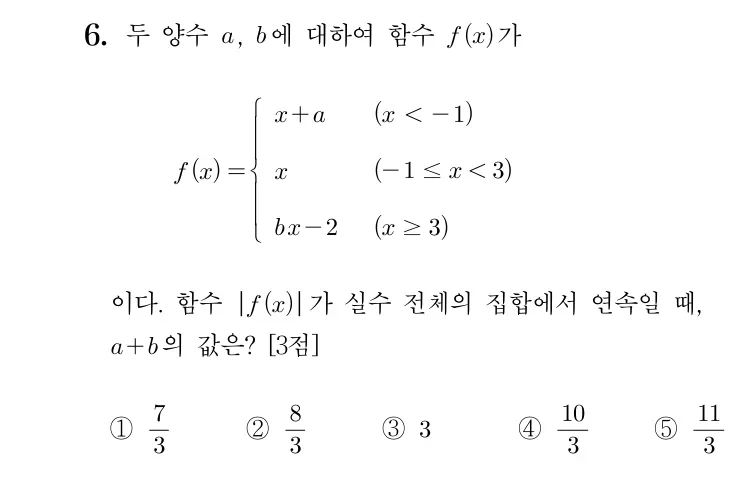 6. 두 양수 a, b에 대하여 함수 f(x)가
x+a (x < -1)
f(x)= x (-1 ≤ x < 3)
bx-2 (x ≥ 3)
이다. 함수 |f(x)|가 실수 전체의 집합에서 연속일 때,
a+b의 값은? [3점]
① 7/3 ② 8/3 ③ 3 ④ 10/3 ⑤ 11/3